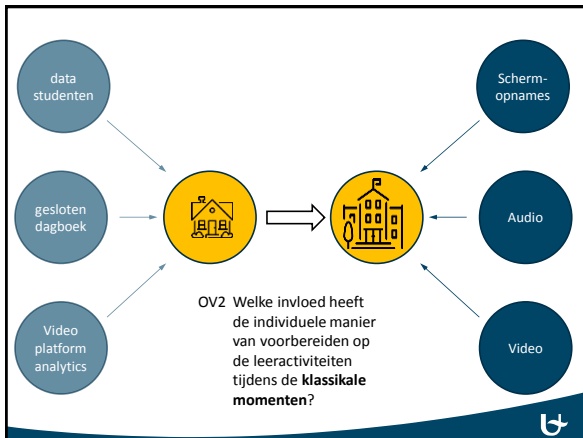 data
studenten
gesloten
dagboek
Video
platform
analytics
Scherm-
opnames
Audio
Video
OV2 Welke invloed heeft
de individuele manier
van voorbereiden op
de leeractiviteiten
tijdens de klassikale
momenten?